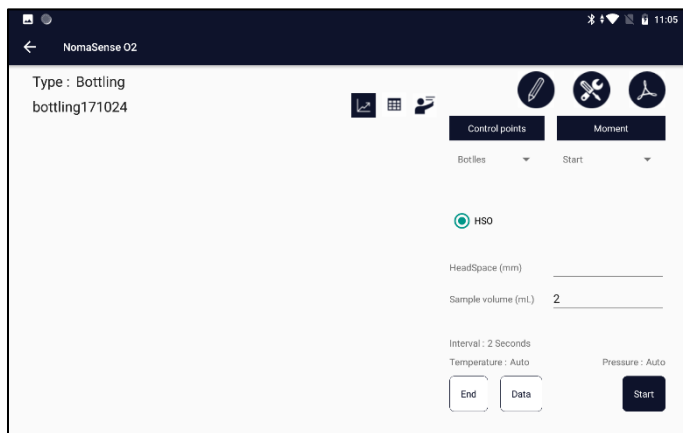 11:05
NomaSense O2
Type : Bottling
bottling171024
Control points Moment
Botlles Start
HSO
HeadSpace (mm)
Sample volume (mL) 2
Interval : 2 Seconds
Temperature : Auto Pressure : Auto
End Data Start